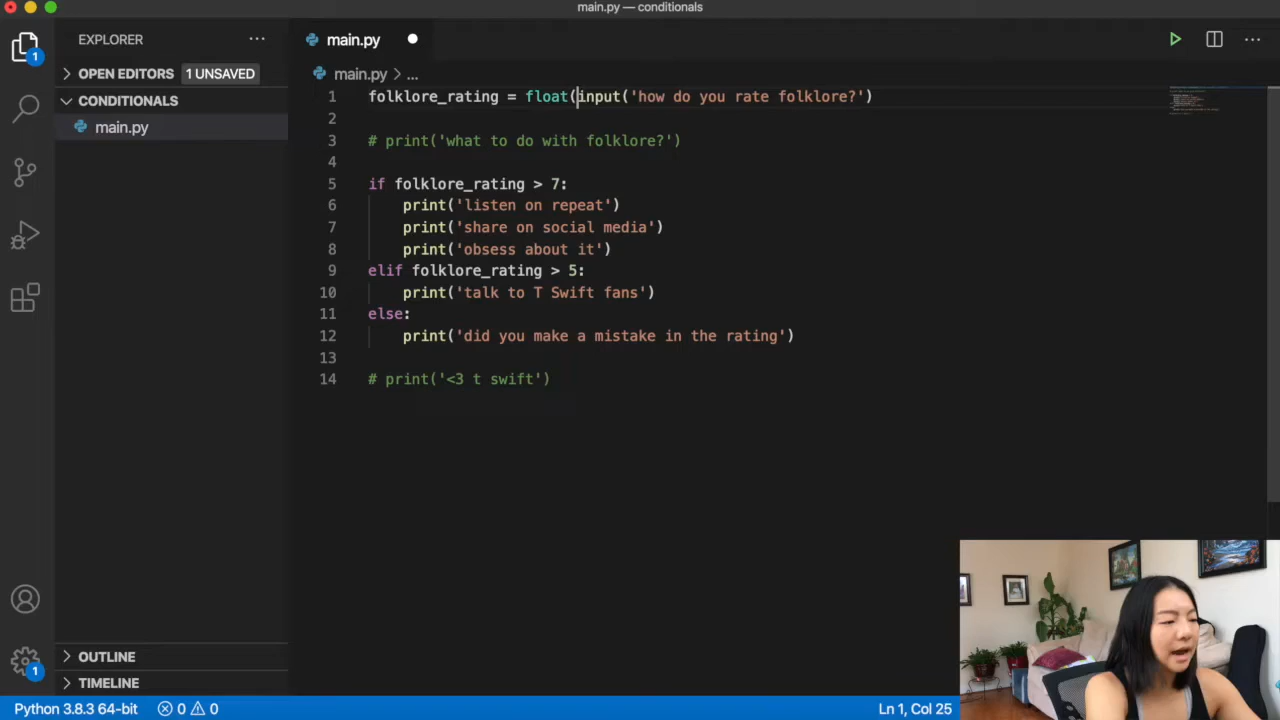 main.py — conditionals
EXPLORER
main.py
1
OPEN EDITORS 1 UNSAVED
main.py > ...
CONDITIONALS
main.py
1 folklore_rating = float(input('how do you rate folklore?')
2
3 # print('what to do with folklore?')
4
5 if folklore_rating > 7:
6 print('listen on repeat')
7 print('share on social media')
8 print('obsess about it')
9 elif folklore_rating > 5:
10 print('talk to T Swift fans')
11 else:
12 print('did you make a mistake in the rating')
13
14 # print('<3 t swift')
OUTLINE
1
TIMELINE
Python 3.8.3 64-bit 0 0 Ln 1, Col 25